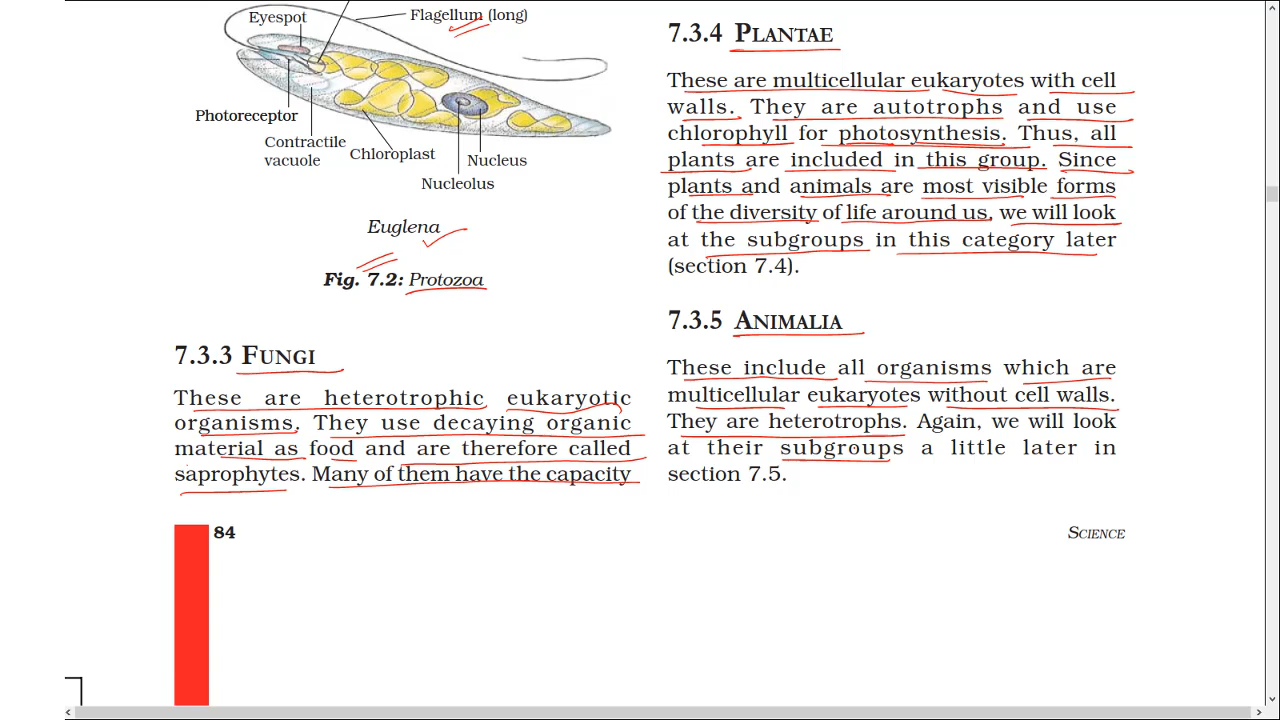 Flagellum (long)
Eyespot
Photoreceptor
Contractile
vacuole
Chloroplast
Nucleus
Nucleolus
Euglena
Fig. 7.2: Protozoa
7.3.3 FUNGI
These are heterotrophic eukaryotic
organisms. They use decaying organic
material as food and are therefore called
saprophytes. Many of them have the capacity
84
7.3.4 PLANTAE
These are multicellular eukaryotes with cell
walls. They are autotrophs and use
chlorophyll for photosynthesis. Thus, all
plants are included in this group. Since
plants and animals are most visible forms
of the diversity of life around us, we will look
at the subgroups in this category later
(section 7.4).
7.3.5 ANIMALIA
These include all organisms which are
multicellular eukaryotes without cell walls.
They are heterotrophs. Again, we will look
at their subgroups a little later in
section 7.5.
SCIENCE